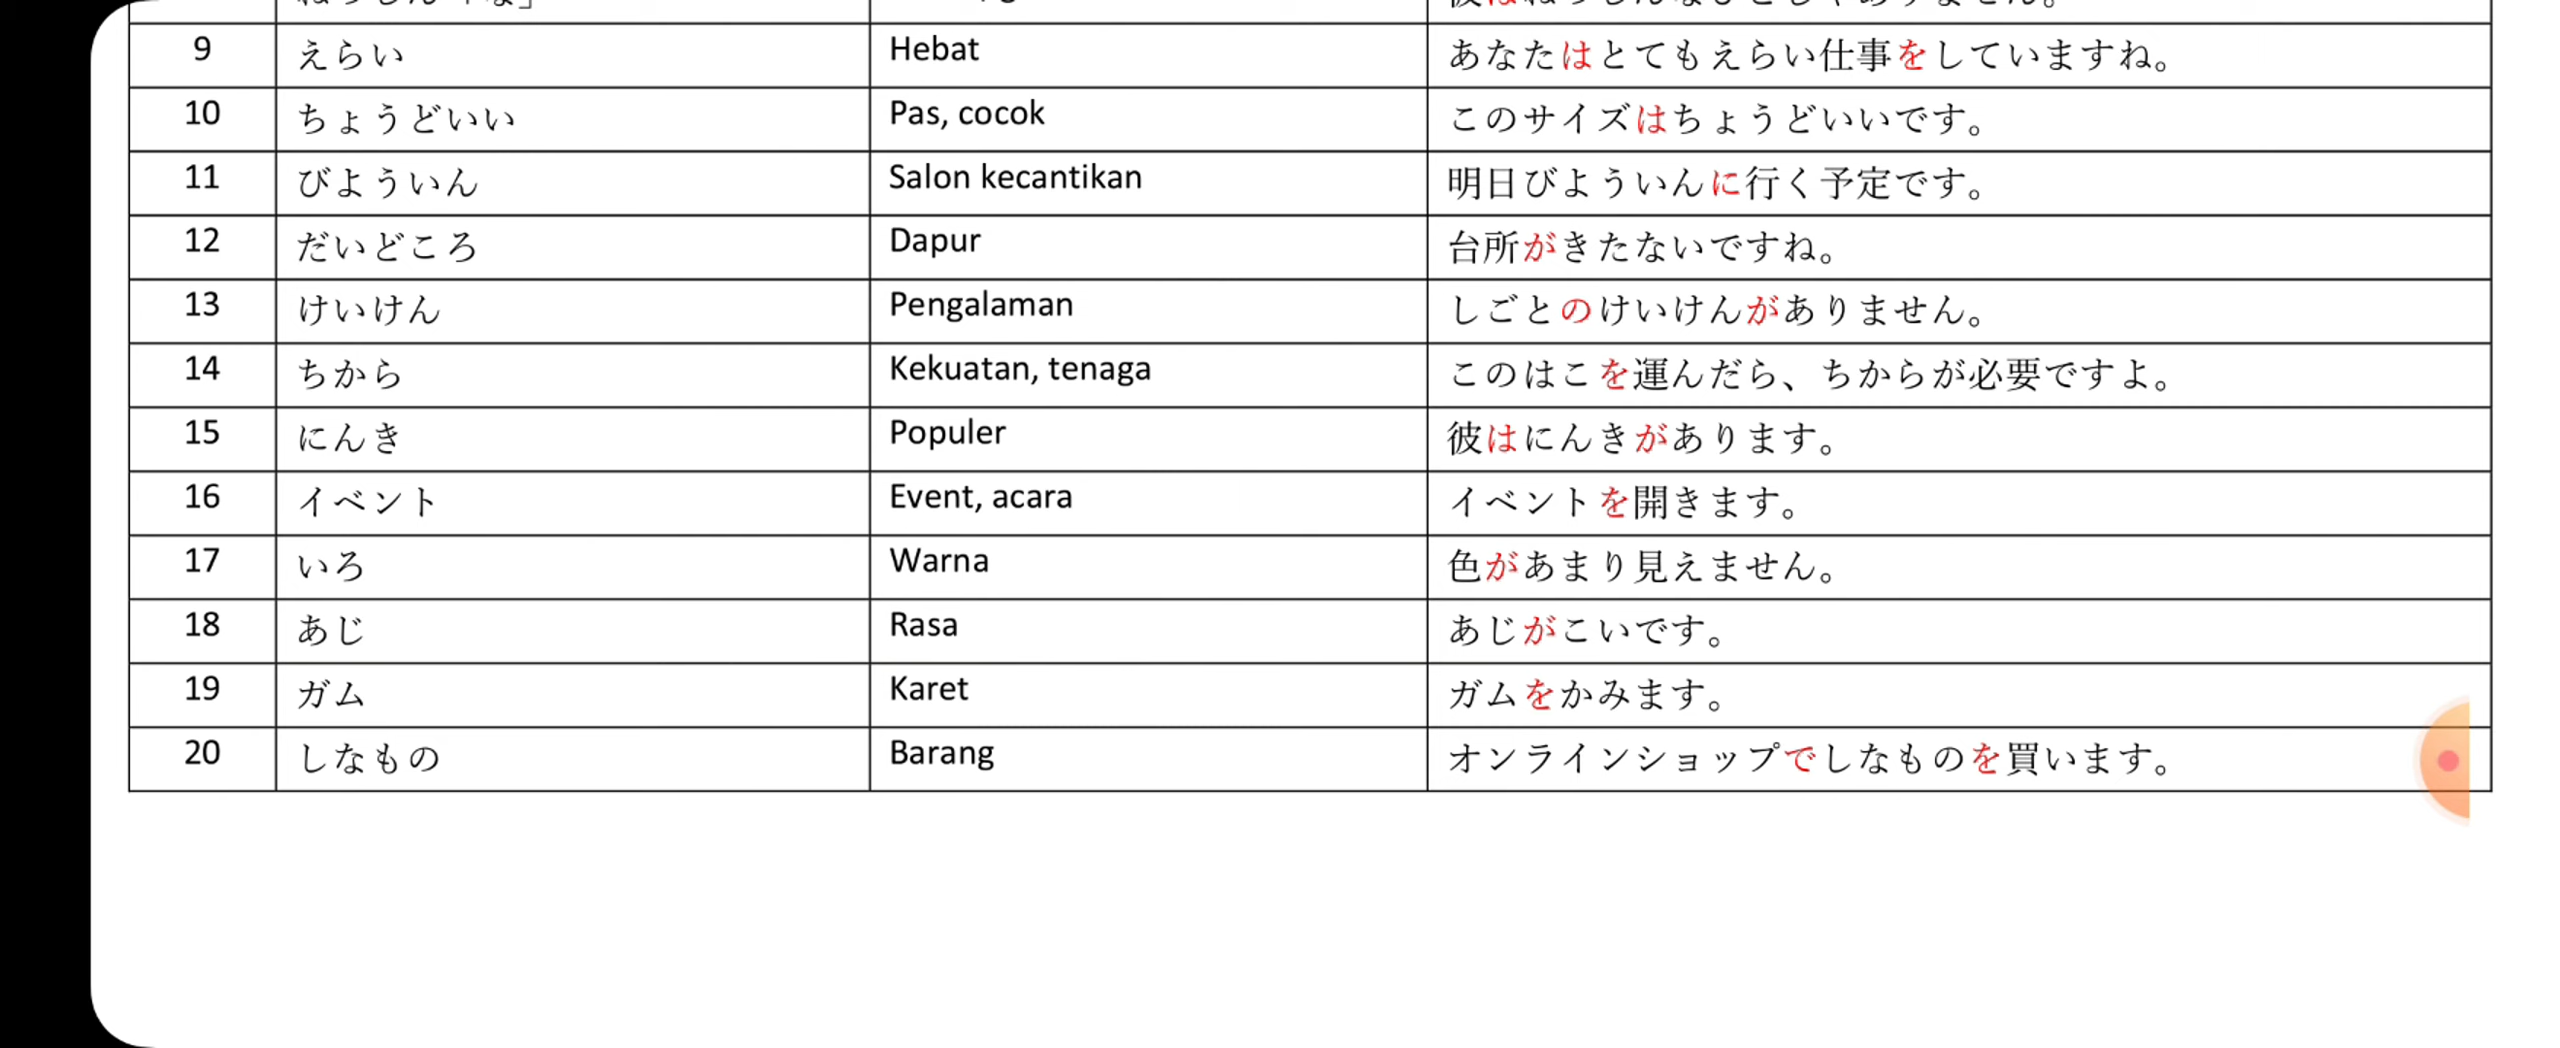 9 えらい Hebat あなたはとてもえらい仕事をしていますね。
10 ちょうどいい Pas, cocok このサイズはちょうどいいです。
11 びよういん Salon kecantikan 明日びよういんに行く予定です。
12 だいどころ Dapur 台所がきたないですね。
13 けいけん Pengalaman しごとのけいけんがありません。
14 ちから Kekuatan, tenaga このはこを運んだら、ちからが必要ですよ。
15 にんき Populer 彼はにんきがあります。
16 イベント Event, acara イベントを開きます。
17 いろ Warna 色があまり見えません。
18 あじ Rasa あじがこいです。
19 ガム Karet ガムをかみます。
20 しなもの Barang オンラインショップでしなものを買います。